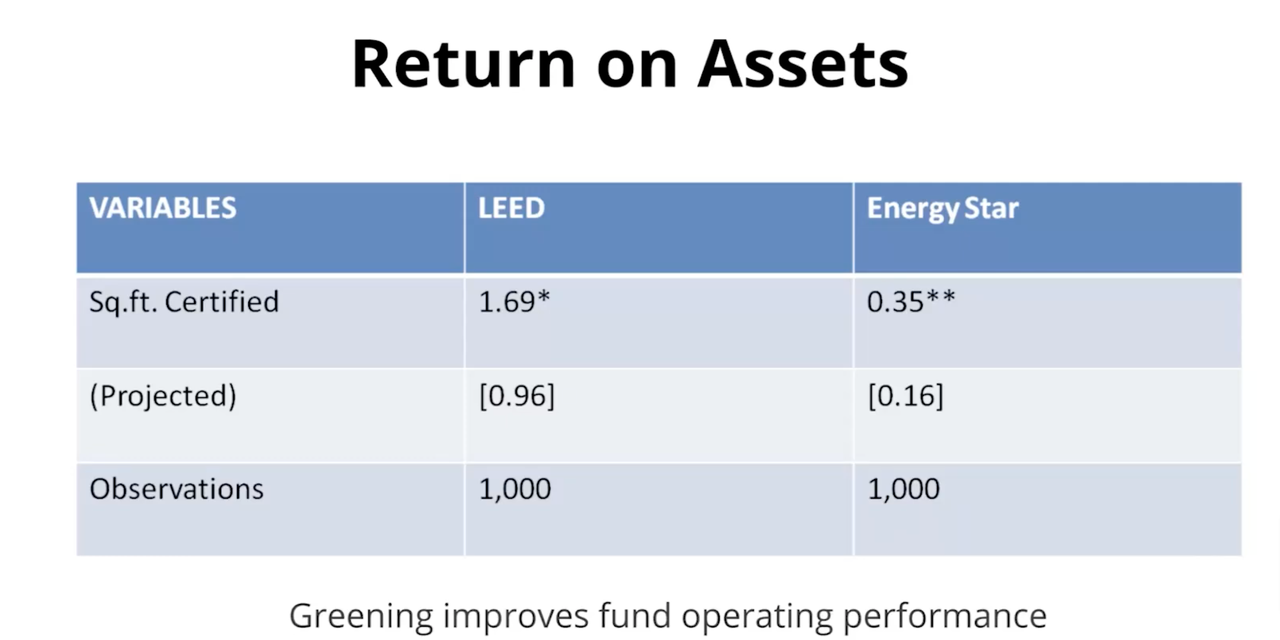 Return on Assets
VARIABLES LEED Energy Star
Sq.ft. Certified 1.69* 0.35**
(Projected) [0.96] [0.16]
Observations 1,000 1,000
Greening improves fund operating performance